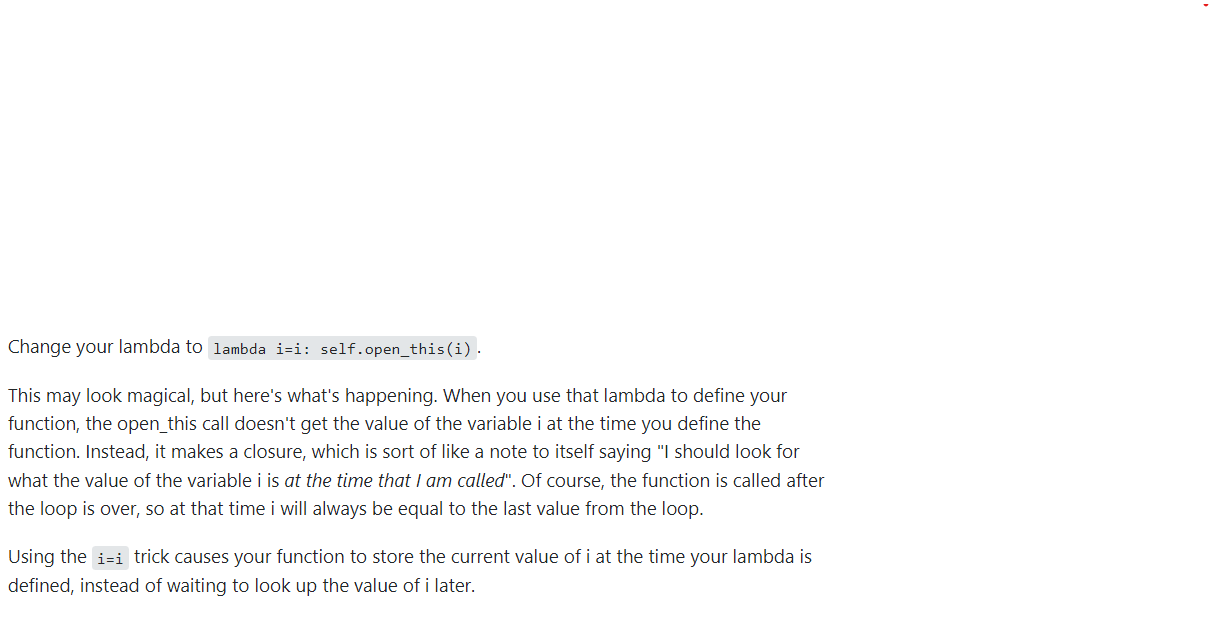 Change your lambda to lambda i=i: self.open_this(i).
This may look magical, but here's what's happening. When you use that lambda to define your
function, the open_this call doesn't get the value of the variable i at the time you define the
function. Instead, it makes a closure, which is sort of like a note to itself saying "I should look for
what the value of the variable i is at the time that I am called". Of course, the function is called after
the loop is over, so at that time i will always be equal to the last value from the loop.
Using the i=i trick causes your function to store the current value of i at the time your lambda is
defined, instead of waiting to look up the value of i later.